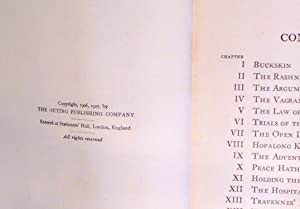 Copyright, 1906, 1907, by
THE OUTING PUBLISHING COMPANY
Entered at Stationers' Hall, London, England
All rights reserved
CON
CHAPTER
I BUCKSKIN
II THE RASHN
III THE ARGUM
IV THE VAGRA
V THE LAW OF
VI TRIALS OF TH
VII THE OPEN D
VIII HOPALONG K
IX THE ADVENT
X PEACE HATH
XI HOLDING THE
XII THE HOSPITA
XIII TRAVENNES'